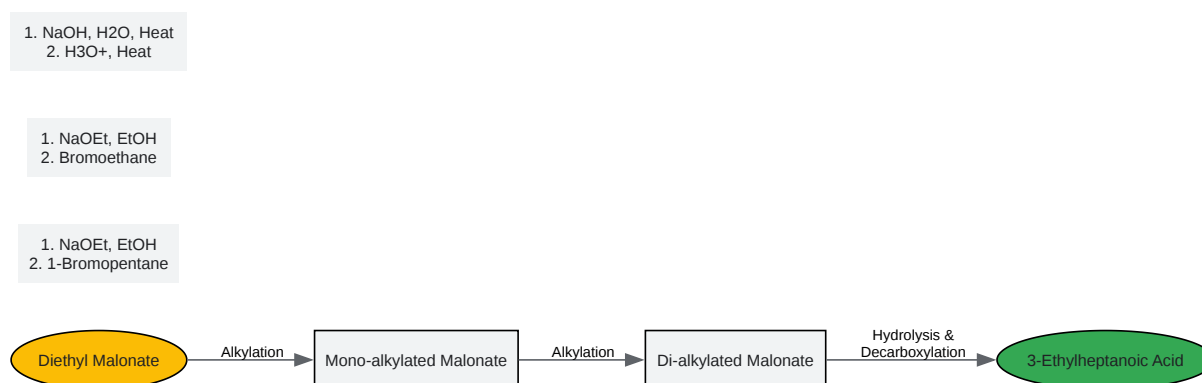 1. NaOH, H2O, Heat
2. H3O+, Heat
1. NaOEt, EtOH
2. Bromoethane
1. NaOEt, EtOH
2. 1-Bromopentane
Diethyl Malonate
Alkylation
Mono-alkylated Malonate
Alkylation
Di-alkylated Malonate
Hydrolysis &
Decarboxylation
3-Ethylheptanoic Acid